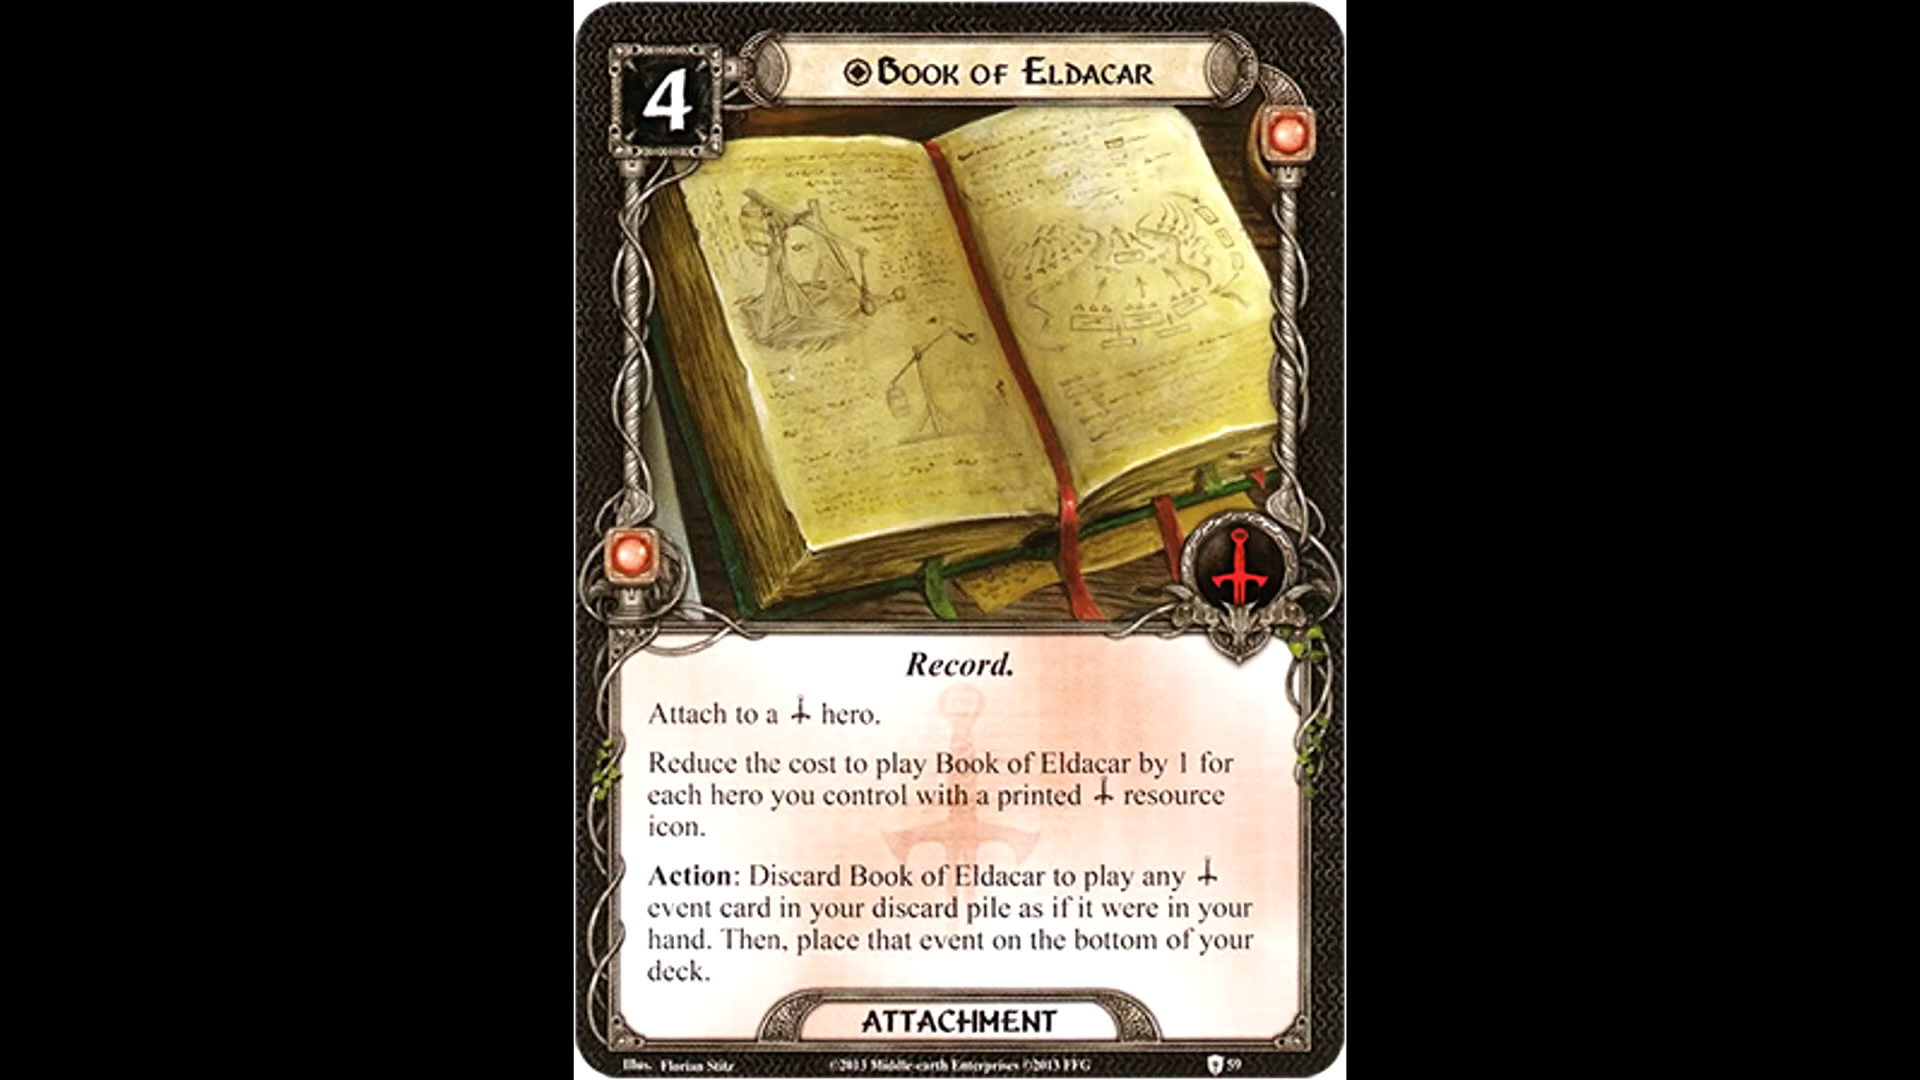 4
Book of Eldacar
Record.
Attach to a hero.
Reduce the cost to play Book of Eldacar by 1 for
each hero you control with a printed resource
icon.
Action: Discard Book of Eldacar to play any
event card in your discard pile as if it were in your
hand. Then, place that event on the bottom of your
deck.
ATTACHMENT
Illus. Florian Stitz ©2013 Middle-earth Enterprises ©2013 FFG 59